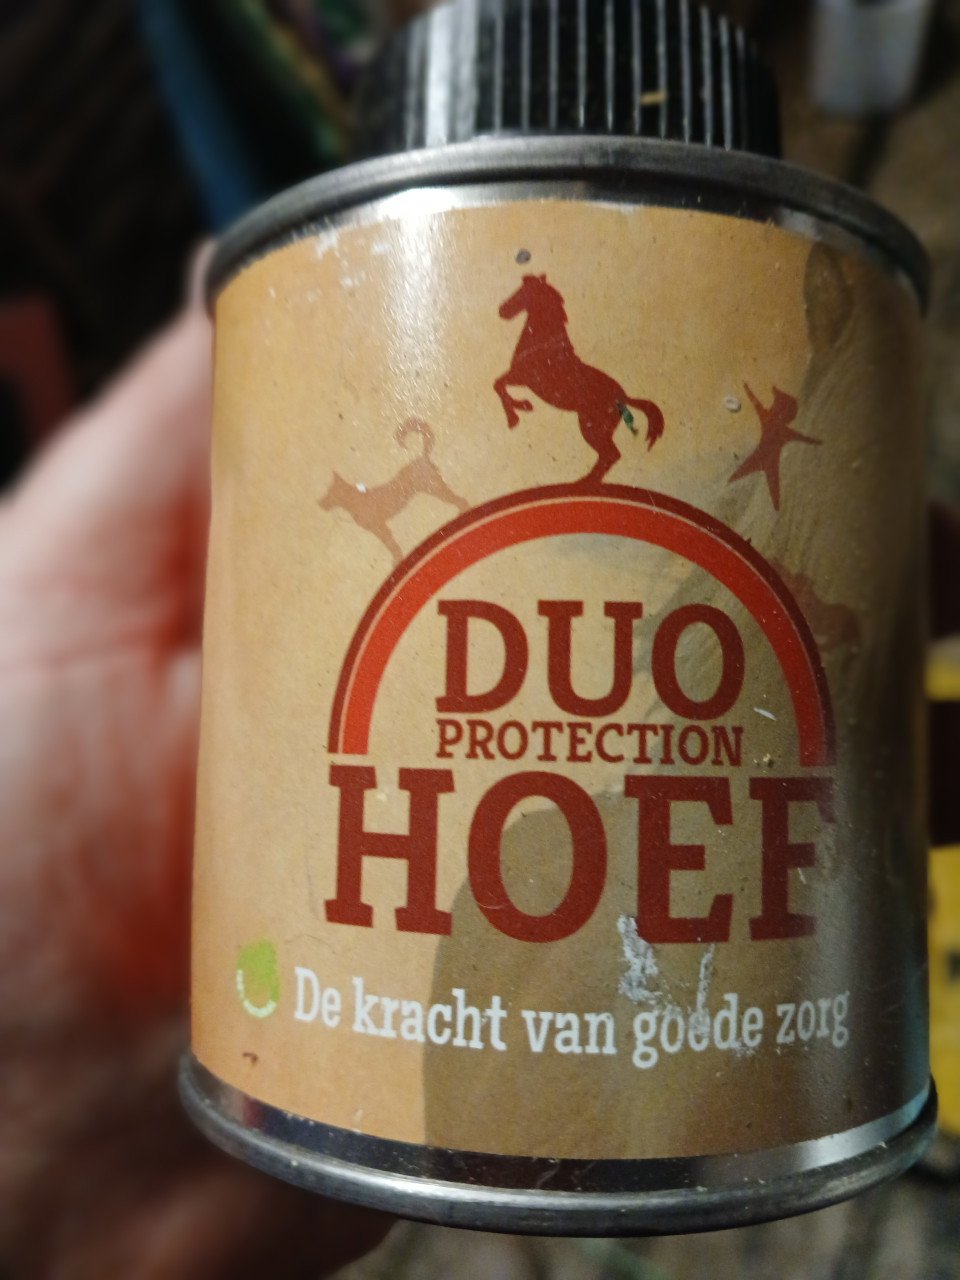 DUO
PROTECTION
HOEF
De kracht van goede zorg